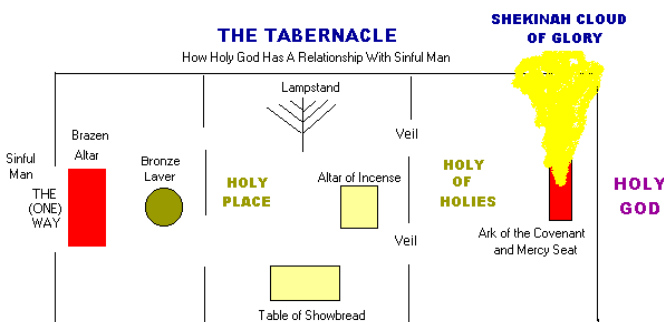 THE TABERNACLE
How Holy God Has A Relationship With Sinful Man
SHEKINAH CLOUD
OF GLORY
Sinful
Man
THE
(ONE)
WAY
Brazen
Altar
Bronze
Laver
HOLY
PLACE
Lampstand
Altar of Incense
Table of Showbread
Veil
Veil
HOLY
OF
HOLIES
Ark of the Covenant
and Mercy Seat
HOLY
GOD